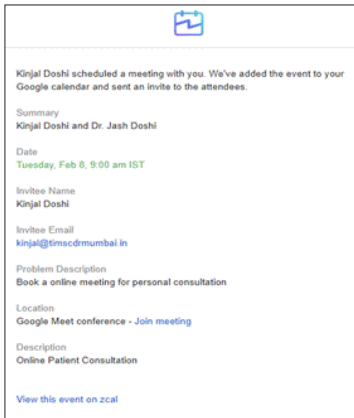 Kinjal Doshi scheduled a meeting with you. We've added the event to your
Google calendar and sent an invite to the attendees.
Summary
Kinjal Doshi and Dr. Jash Doshi
Date
Tuesday, Feb 8, 9:00 am IST
Invitee Name
Kinjal Doshi
Invitee Email
kinjal@timscdrmumbai.in
Problem Description
Book a online meeting for personal consultation
Location
Google Meet conference - Join meeting
Description
Online Patient Consultation
View this event on zcal